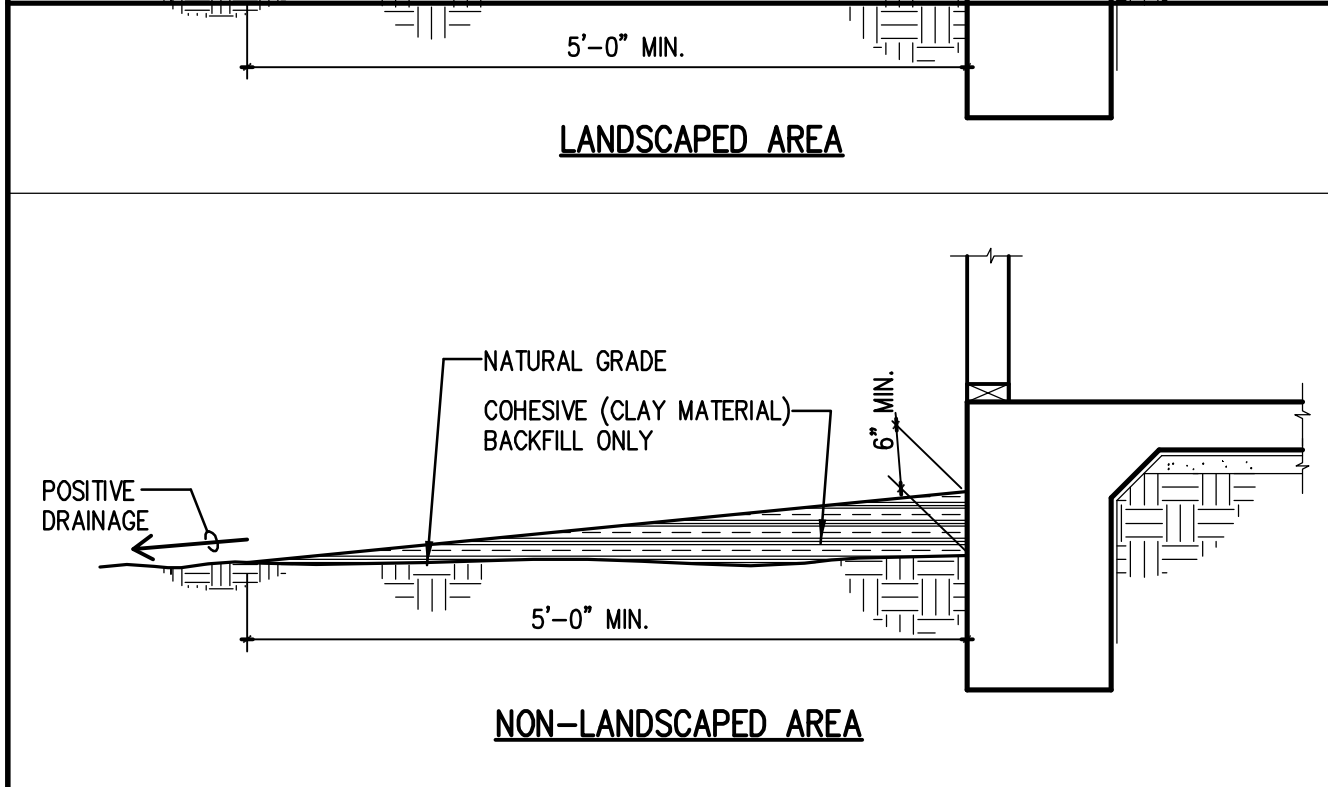 5'-0" MIN.
LANDSCAPED AREA
NATURAL GRADE
COHESIVE (CLAY MATERIAL)
BACKFILL ONLY
6" MIN.
POSITIVE
DRAINAGE
5'-0" MIN.
NON-LANDSCAPED AREA